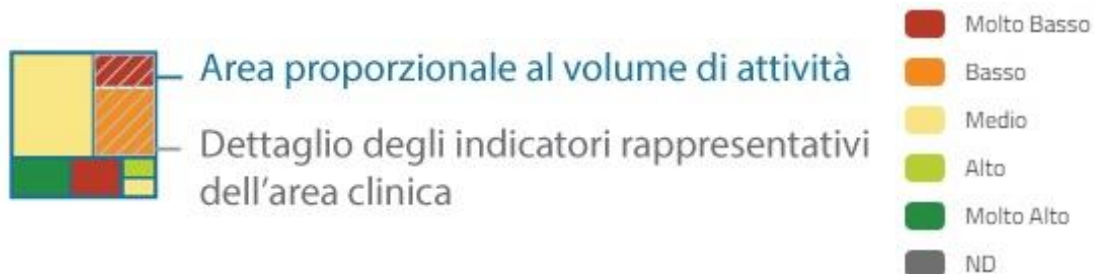 Area proporzionale al volume di attività
Dettaglio degli indicatori rappresentativi
dell'area clinica
Molto Basso
Basso
Medio
Alto
Molto Alto
ND